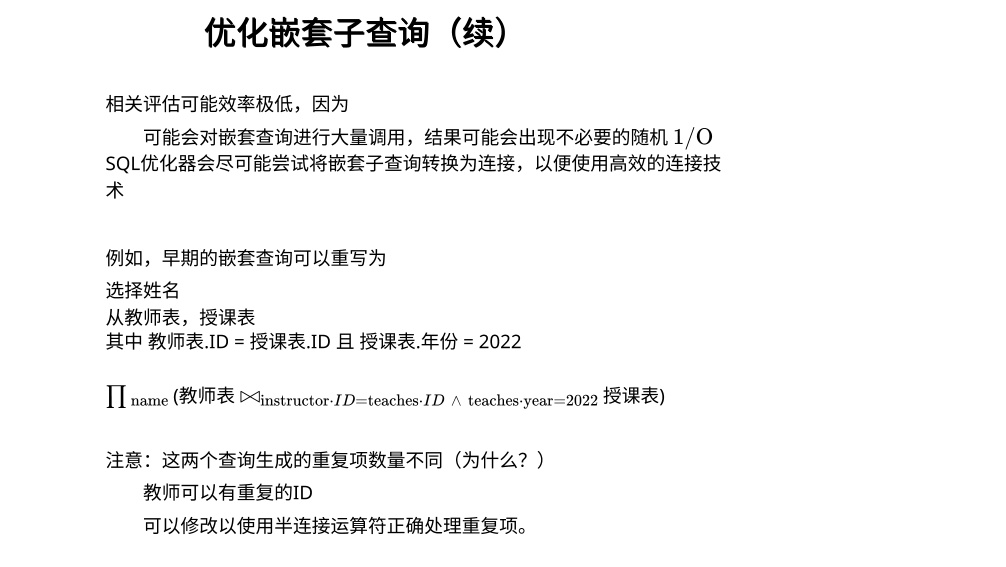 优化嵌套子查询（续）
相关评估可能效率极低，因为
可能会对嵌套查询进行大量调用，结果可能会出现不必要的随机 1/O
SQL优化器会尽可能尝试将嵌套子查询转换为连接，以便使用高效的连接技
术
例如，早期的嵌套查询可以重写为
选择姓名
从教师表，授课表
其中 教师表.ID = 授课表.ID 且 授课表.年份 = 2022
∏ name (教师表 ⋈instructor·ID=teaches·ID ∧ teaches·year=2022 授课表)
注意：这两个查询生成的重复项数量不同（为什么？）
教师可以有重复的ID
可以修改以使用半连接运算符正确处理重复项。